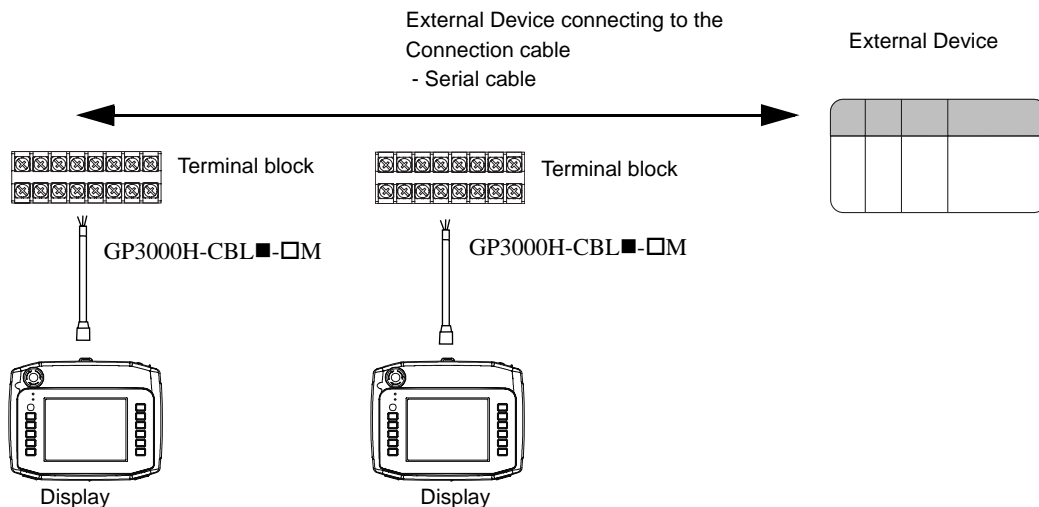 External Device connecting to the
Connection cable
- Serial cable
External Device
Terminal block
Terminal block
GP3000H-CBL■-□M
GP3000H-CBL■-□M
Display
Display